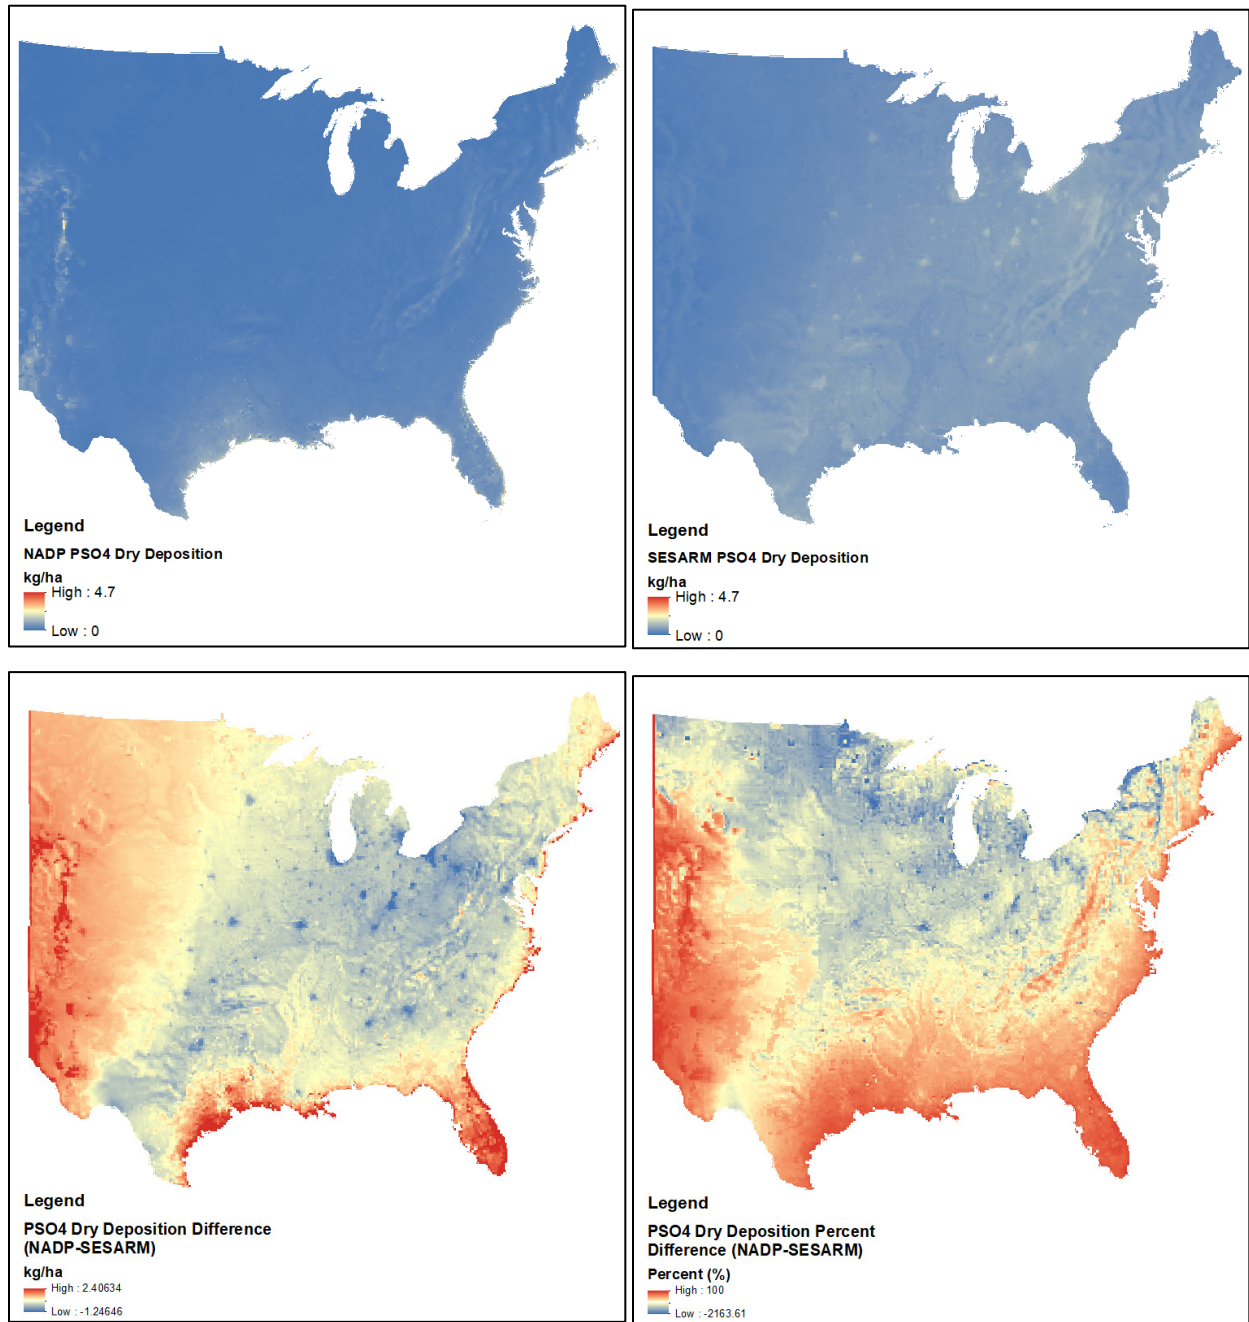 Legend
NADP PSO4 Dry Deposition
kg/ha
High : 4.7
Low : 0
Legend
SESARM PSO4 Dry Deposition
kg/ha
High : 4.7
Low : 0
Legend
PSO4 Dry Deposition Difference
(NADP-SESARM)
kg/ha
High : 2.40634
Low : -1.24646
Legend
PSO4 Dry Deposition Percent
Difference (NADP-SESARM)
Percent (%)
High : 100
Low : -2163.61